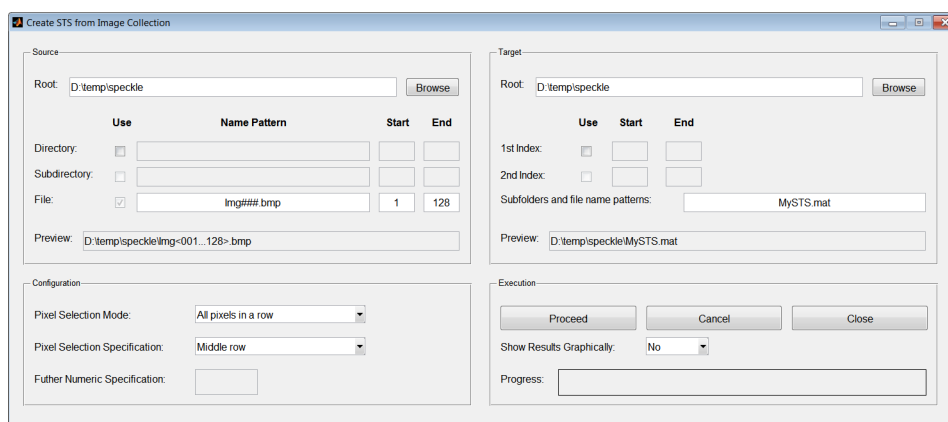 Create STS from Image Collection
Source
Root: D:\temp\speckle Browse
Use Name Pattern Start End
Directory:
Subdirectory:
File: Img###.bmp 1 128
Preview: D:\temp\speckle\Img<001...128>.bmp
Target
Root: D:\temp\speckle Browse
Use Start End
1st Index:
2nd Index:
Subfolders and file name patterns: MySTS.mat
Preview: D:\temp\speckle\MySTS.mat
Configuration
Pixel Selection Mode: All pixels in a row
Pixel Selection Specification: Middle row
Futher Numeric Specification:
Execution
Proceed Cancel Close
Show Results Graphically: No
Progress: